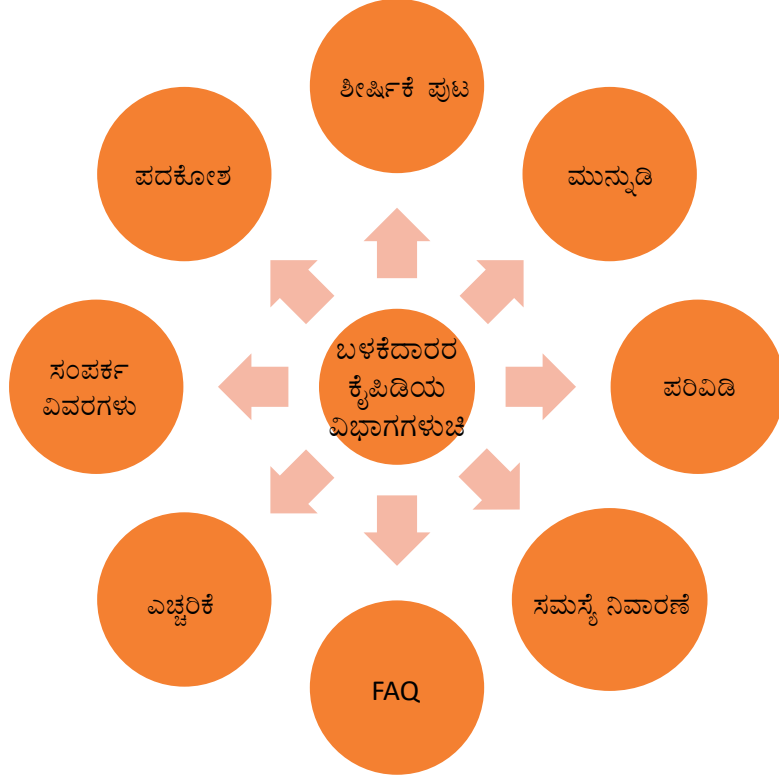 ಶೀರ್ಷಿಕೆ ಪುಟ
ಪದಕೋಶ
ಮುನ್ನುಡಿ
ಬಳಕೆದಾರರ
ಕೈಪಿಡಿಯ
ವಿಭಾಗಗಳುಚಿ
ಸಂಪರ್ಕ
ವಿವರಗಳು
ಪರಿವಿಡಿ
ಎಚ್ಚರಿಕೆ
ಸಮಸ್ಯೆ ನಿವಾರಣೆ
FAQ